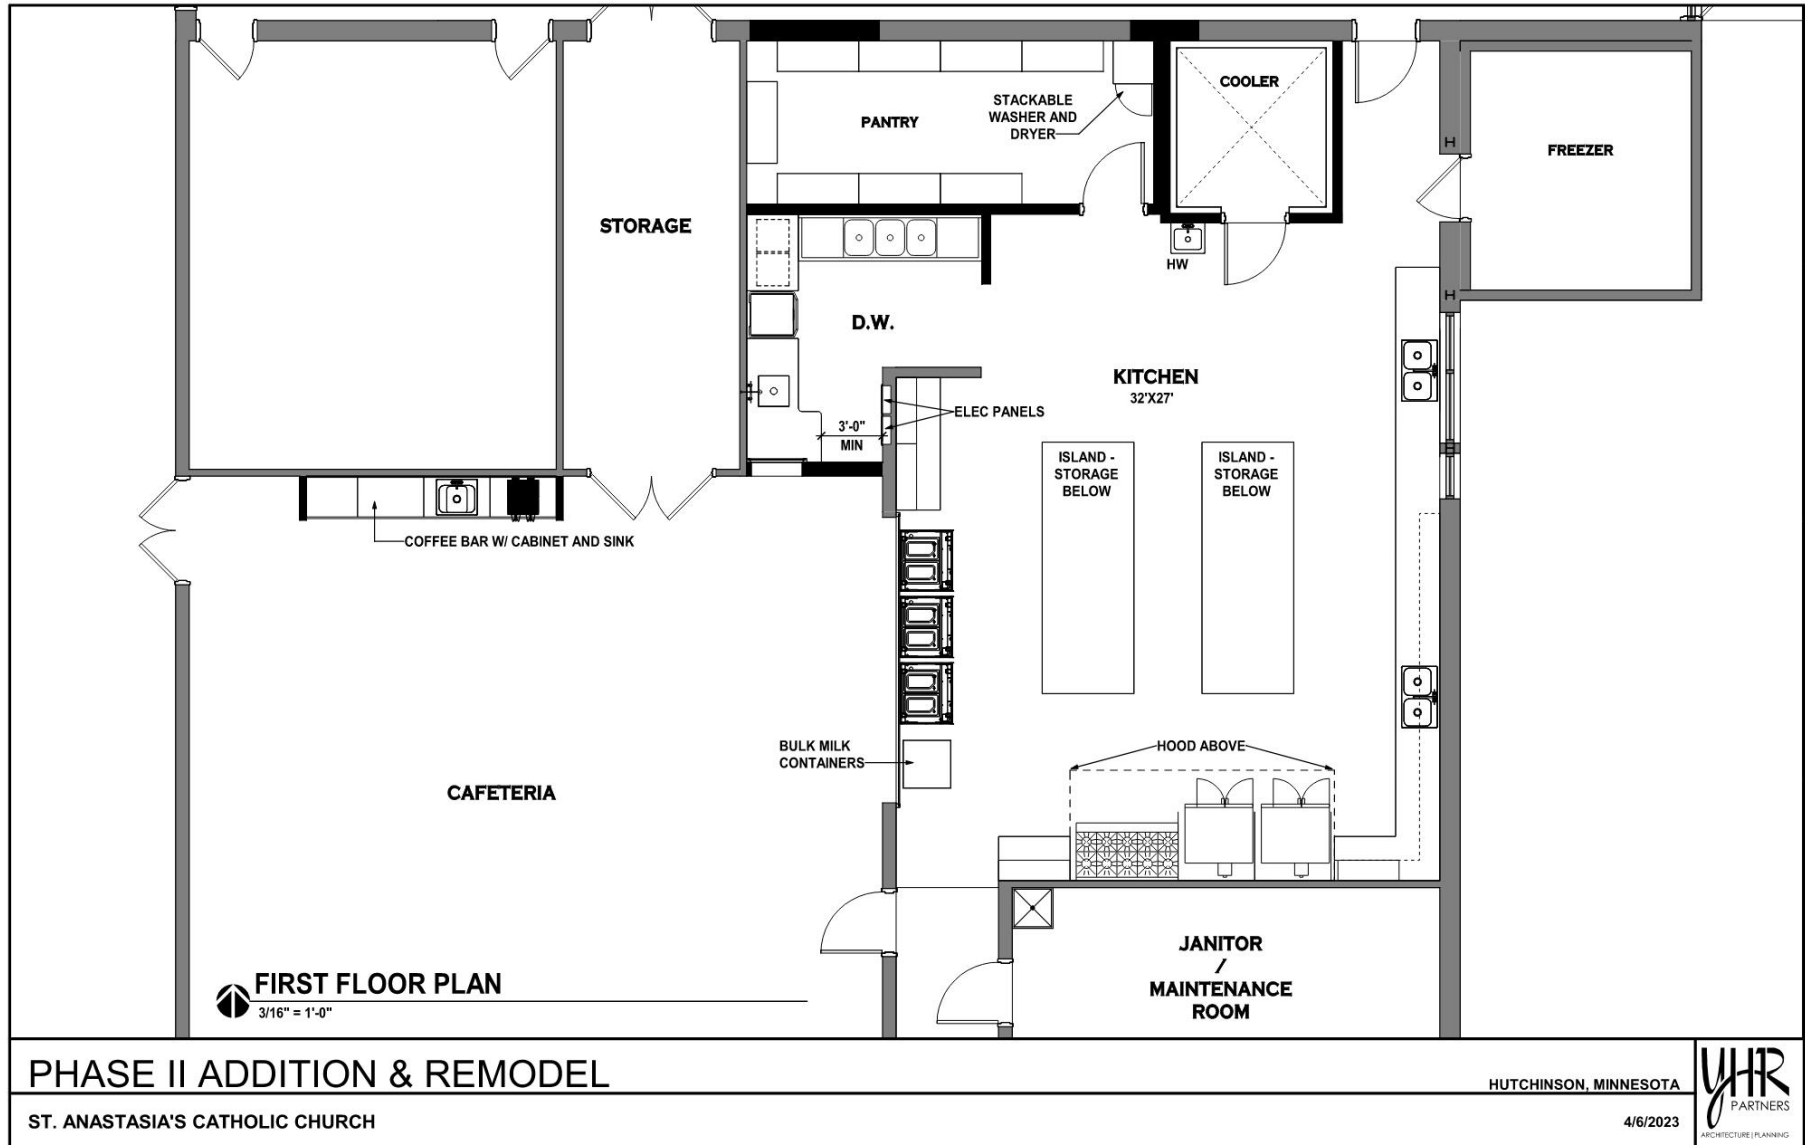 COOLER
STACKABLE
WASHER AND
DRYER
PANTRY
FREEZER
STORAGE
HW
D.W.
KITCHEN
32'X27'
ELEC PANELS
3'-0"
MIN
ISLAND -
STORAGE
BELOW
ISLAND -
STORAGE
BELOW
H
H
COFFEE BAR W/ CABINET AND SINK
BULK MILK
CONTAINERS
HOOD ABOVE
CAFETERIA
JANITOR
/
MAINTENANCE
ROOM
FIRST FLOOR PLAN
3/16" = 1'-0"
PHASE II ADDITION & REMODEL
HUTCHINSON, MINNESOTA
ST. ANASTASIA'S CATHOLIC CHURCH
4/6/2023
YHR
PARTNERS
ARCHITECTURE | PLANNING